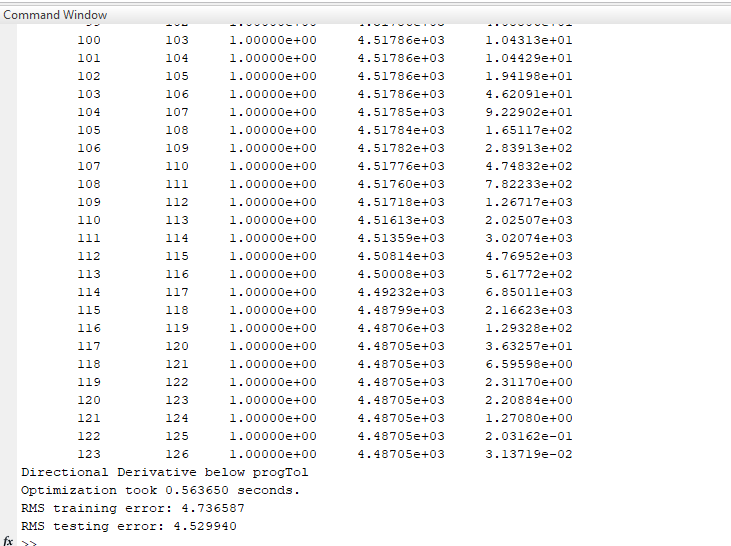 Command Window
100 103 1.00000e+00 4.51786e+03 1.04313e+01
101 104 1.00000e+00 4.51786e+03 1.04429e+01
102 105 1.00000e+00 4.51786e+03 1.94198e+01
103 106 1.00000e+00 4.51786e+03 4.62091e+01
104 107 1.00000e+00 4.51785e+03 9.22902e+01
105 108 1.00000e+00 4.51784e+03 1.65117e+02
106 109 1.00000e+00 4.51782e+03 2.83913e+02
107 110 1.00000e+00 4.51776e+03 4.74832e+02
108 111 1.00000e+00 4.51760e+03 7.82233e+02
109 112 1.00000e+00 4.51718e+03 1.26717e+03
110 113 1.00000e+00 4.51613e+03 2.02507e+03
111 114 1.00000e+00 4.51359e+03 3.02074e+03
112 115 1.00000e+00 4.50814e+03 4.76952e+03
113 116 1.00000e+00 4.50008e+03 5.61772e+02
114 117 1.00000e+00 4.49232e+03 6.85011e+03
115 118 1.00000e+00 4.48799e+03 2.16623e+03
116 119 1.00000e+00 4.48706e+03 1.29328e+02
117 120 1.00000e+00 4.48705e+03 3.63257e+01
118 121 1.00000e+00 4.48705e+03 6.59598e+00
119 122 1.00000e+00 4.48705e+03 2.31170e+00
120 123 1.00000e+00 4.48705e+03 2.20884e+00
121 124 1.00000e+00 4.48705e+03 1.27080e+00
122 125 1.00000e+00 4.48705e+03 2.03162e-01
123 126 1.00000e+00 4.48705e+03 3.13719e-02
Directional Derivative below progTol
Optimization took 0.563650 seconds.
RMS training error: 4.736587
RMS testing error: 4.529940
fx >>